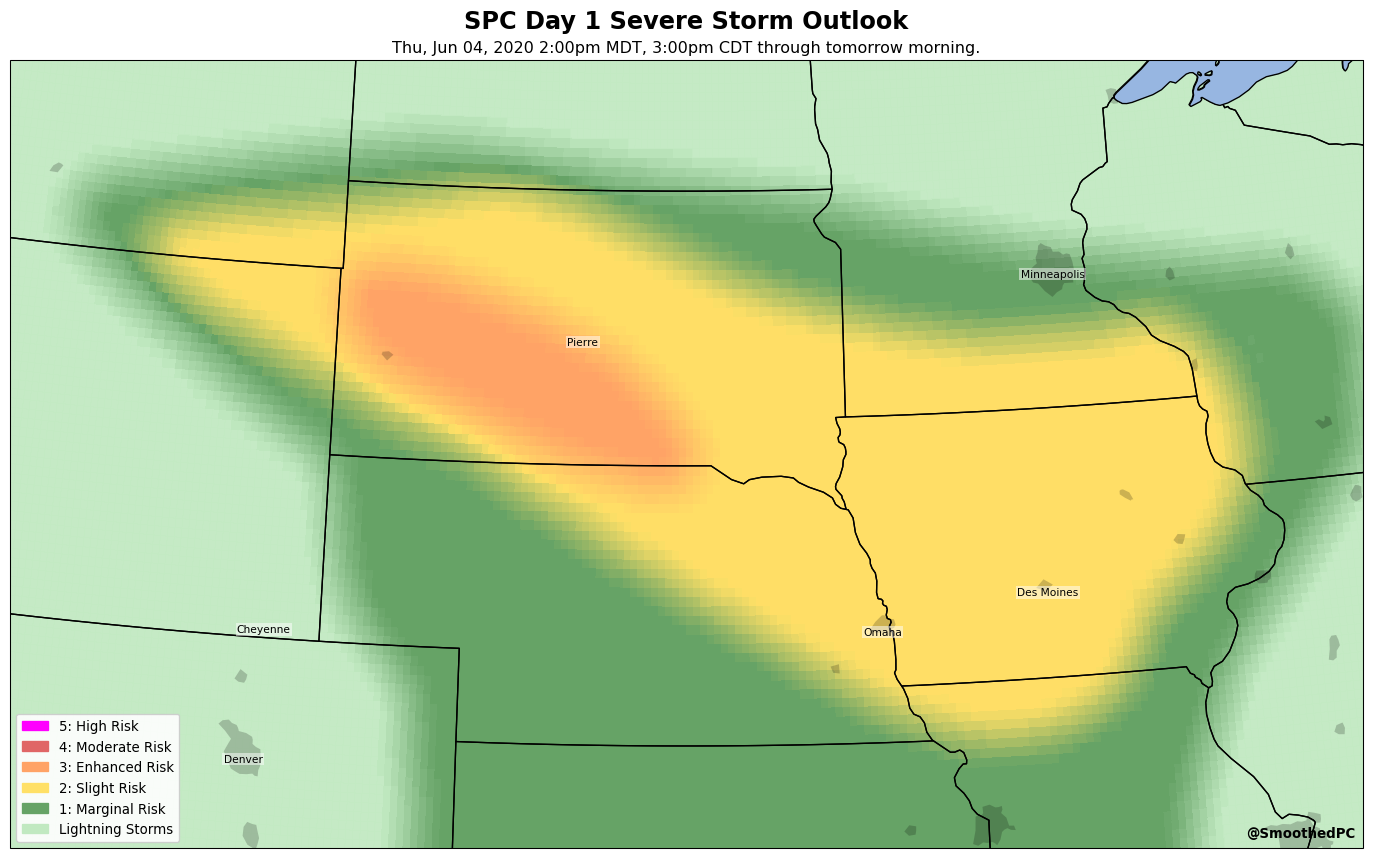 SPC Day 1 Severe Storm Outlook
Thu, Jun 04, 2020 2:00pm MDT, 3:00pm CDT through tomorrow morning.
Minneapolis
Pierre
Des Moines
Cheyenne
Omaha
Denver
5: High Risk
4: Moderate Risk
3: Enhanced Risk
2: Slight Risk
1: Marginal Risk
Lightning Storms
@SmoothedPC